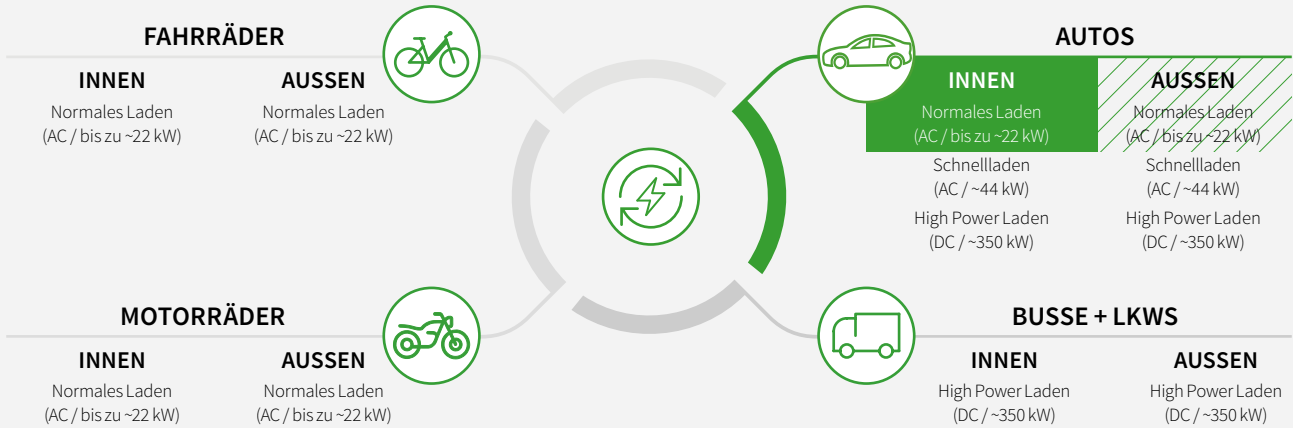 FAHRRÄDER
INNEN
Normales Laden
(AC / bis zu ~22 kW)
AUSSEN
Normales Laden
(AC / bis zu ~22 kW)
AUTOS
INNEN
Normales Laden
(AC / bis zu ~22 kW)
Schnellladen
(AC / ~44 kW)
High Power Laden
(DC / ~350 kW)
AUSSEN
Normales Laden
(AC / bis zu ~22 kW)
Schnellladen
(AC / ~44 kW)
High Power Laden
(DC / ~350 kW)
MOTORRÄDER
INNEN
Normales Laden
(AC / bis zu ~22 kW)
AUSSEN
Normales Laden
(AC / bis zu ~22 kW)
BUSSE + LKWS
INNEN
High Power Laden
(DC / ~350 kW)
AUSSEN
High Power Laden
(DC / ~350 kW)